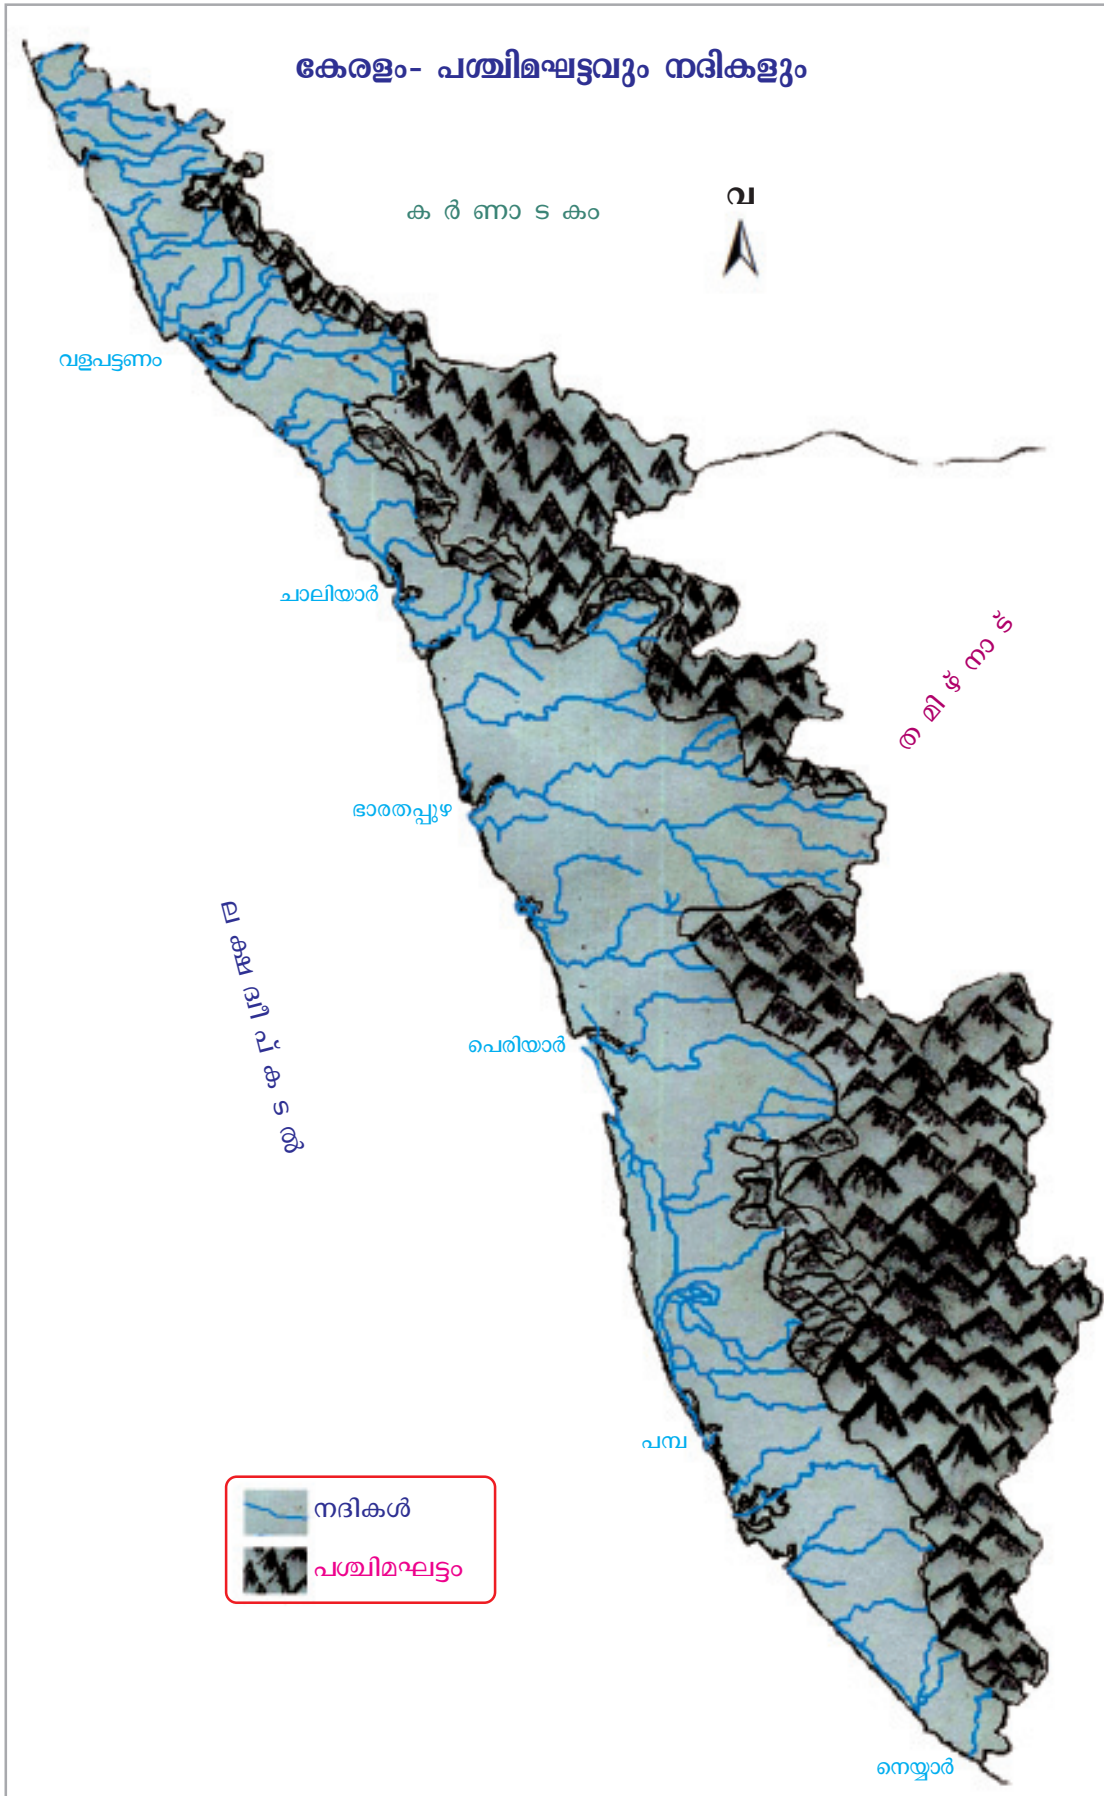 കേരളം- പശ്ചിമഘട്ടവും നദികളും
വ
കർണാടകം
വളപട്ടണം
ചാലിയാർ
തമിഴ്നാട്
ഭാരതപ്പുഴ
ലക്ഷദ്വീപ്കടൽ
പെരിയാർ
പമ്പ
നദികൾ
പശ്ചിമഘട്ടം
നെയ്യാർ